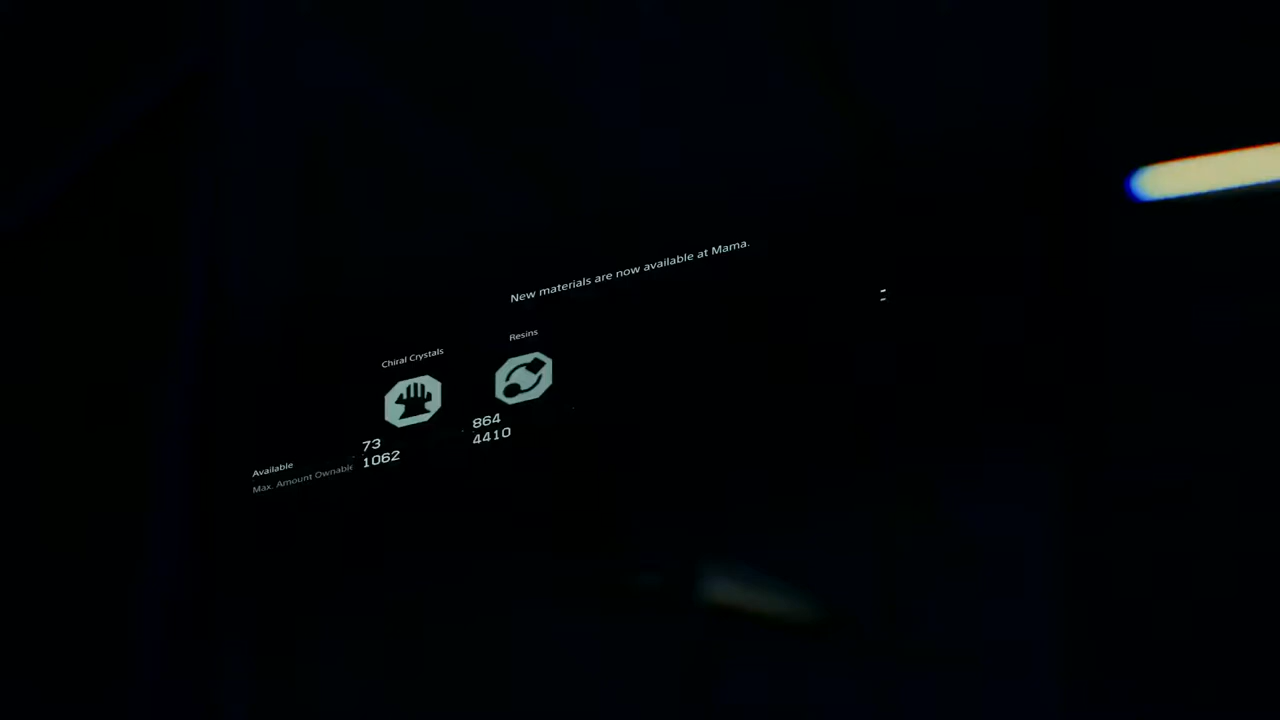 New materials are now available at Mama.
Chiral Crystals
Resins
73
864
1062
4410
Available
Max. Amount Ownable